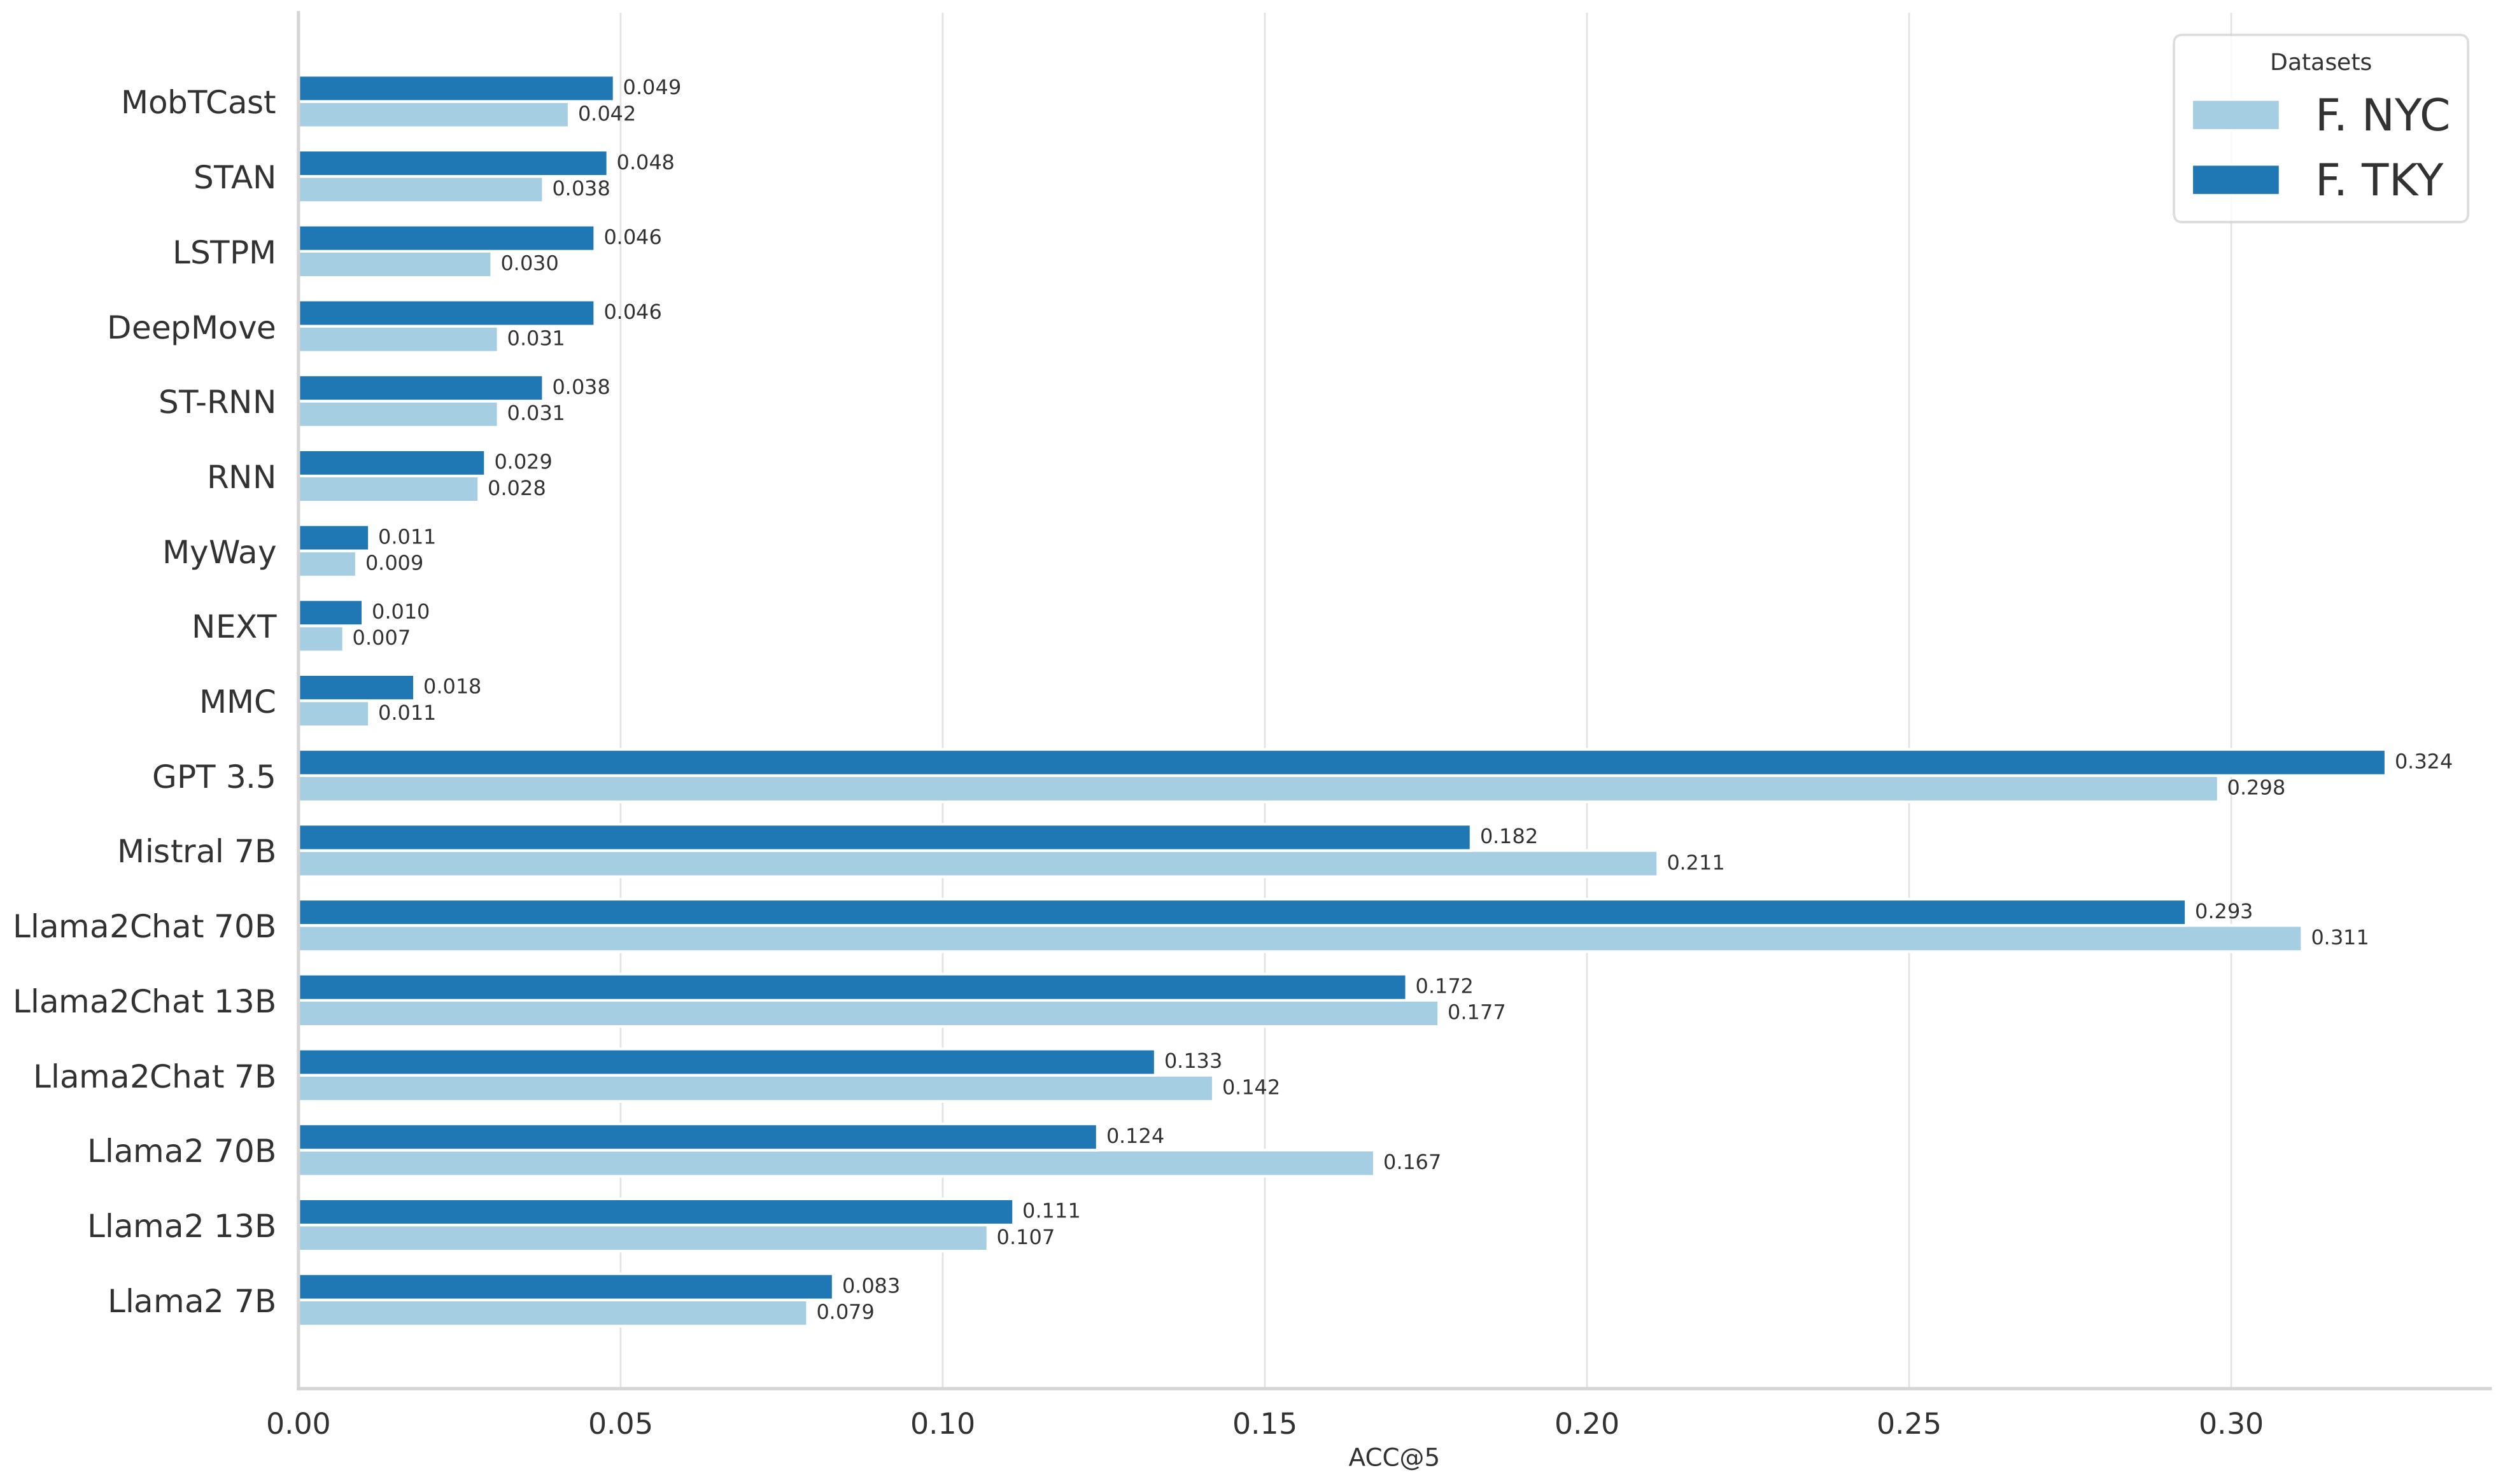 Datasets
F. NYC
F. TKY
MobTCast
0.049
0.042
STAN
0.048
0.038
LSTPM
0.046
0.030
DeepMove
0.046
0.031
ST-RNN
0.038
0.031
RNN
0.029
0.028
MyWay
0.011
0.009
NEXT
0.010
0.007
MMC
0.018
0.011
GPT 3.5
0.324
0.298
Mistral 7B
0.182
0.211
Llama2Chat 70B
0.293
0.311
Llama2Chat 13B
0.172
0.177
Llama2Chat 7B
0.133
0.142
Llama2 70B
0.124
0.167
Llama2 13B
0.111
0.107
Llama2 7B
0.083
0.079
0.00 0.05 0.10 0.15 0.20 0.25 0.30
ACC@5